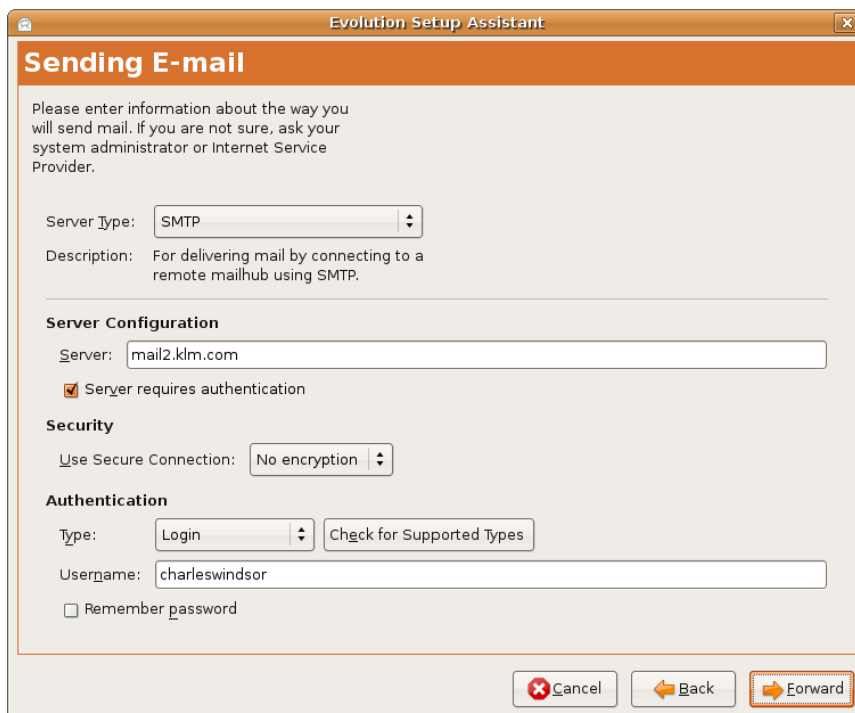 Evolution Setup Assistant
Sending E-mail
Please enter information about the way you
will send mail. If you are not sure, ask your
system administrator or Internet Service
Provider.
Server Type: SMTP
Description: For delivering mail by connecting to a
remote mailhub using SMTP.
Server Configuration
Server: mail2.klm.com
Server requires authentication
Security
Use Secure Connection: No encryption
Authentication
Type: Login Check for Supported Types
Username: charleswindsor
Remember password
Cancel Back Forward